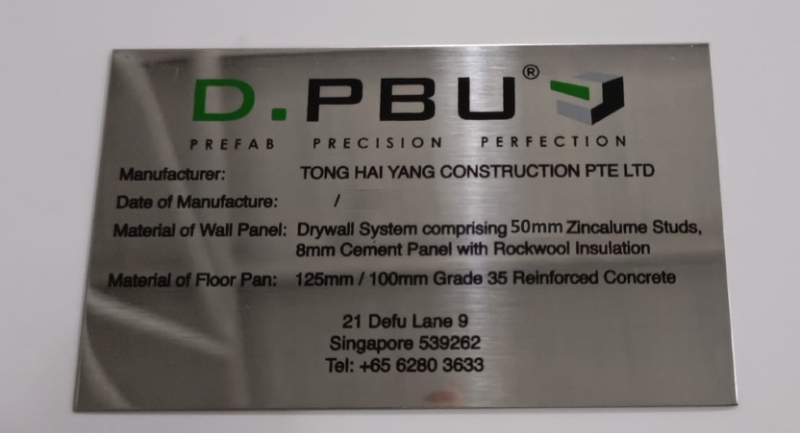 D.PBU®
PREFAB PRECISION PERFECTION
Manufacturer: TONG HAI YANG CONSTRUCTION PTE LTD
Date of Manufacture: /
Material of Wall Panel: Drywall System comprising 50mm Zincalume Studs,
8mm Cement Panel with Rockwool Insulation
Material of Floor Pan: 125mm / 100mm Grade 35 Reinforced Concrete
21 Defu Lane 9
Singapore 539262
Tel: +65 6280 3633